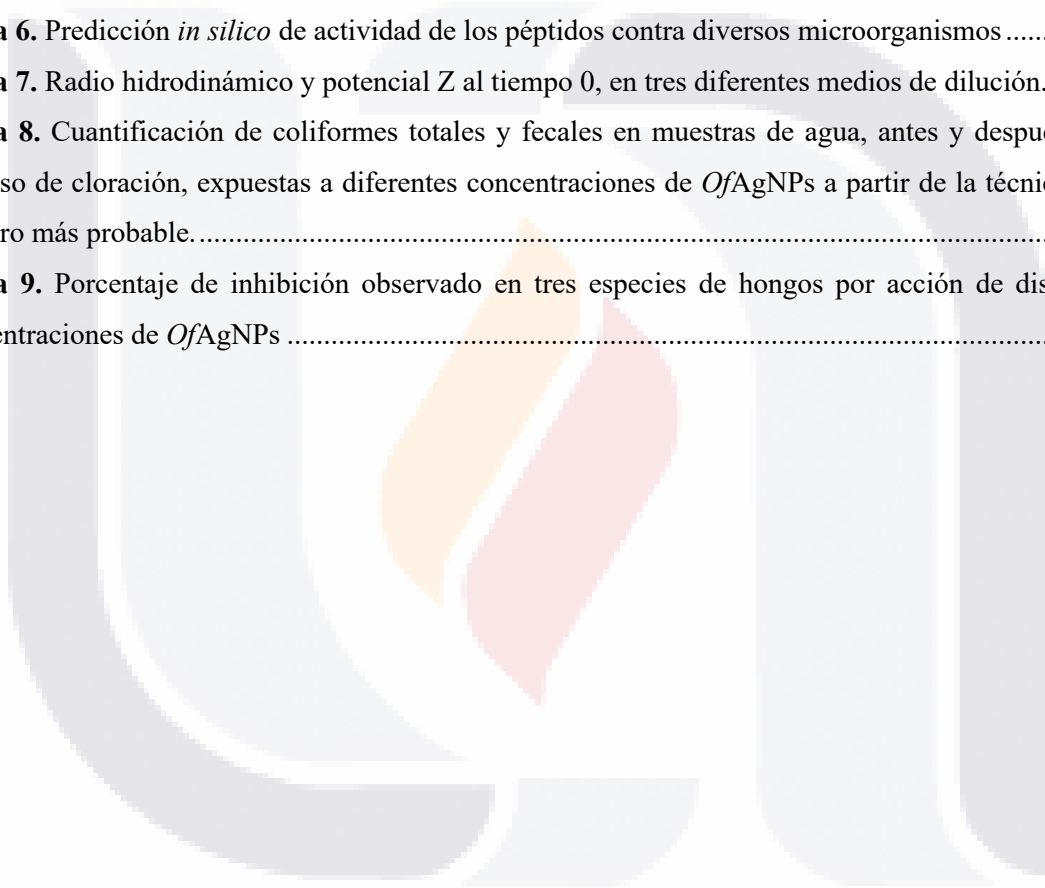 a 6. Predicción in silico de actividad de los péptidos contra diversos microorganismos ......
a 7. Radio hidrodinámico y potencial Z al tiempo 0, en tres diferentes medios de dilución.
a 8. Cuantificación de coliformes totales y fecales en muestras de agua, antes y despu
so de cloración, expuestas a diferentes concentraciones de OfAgNPs a partir de la técni
ro más probable. ..........................................................................................................
a 9. Porcentaje de inhibición observado en tres especies de hongos por acción de dis
entraciones de OfAgNPs ...............................................................................................